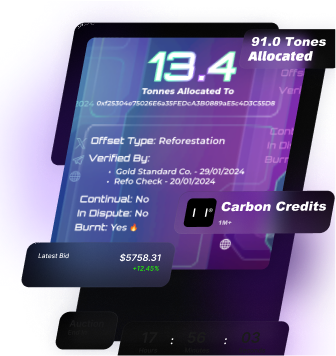 91.0 Tones
Allocated
13.4
Tonnes Allocated To
2024
0xf25304e75026E6a35FEDcA3B0889aE5c4D3C55D8
Offset Type: Reforestation
Verified By:
• Gold Standard Co. - 29/01/2024
• Refo Check - 20/01/2024
Continual: No
In Dispute: No
Burnt: Yes 🔥
Carbon Credits
1M+
Latest Bid
$5758.31
+12.45%